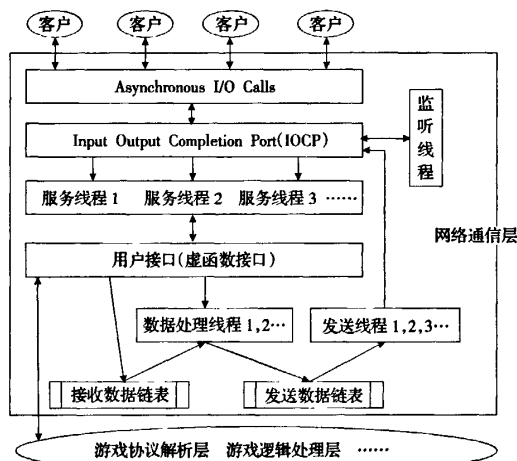 客户 客户 客户 客户
Asynchronous I/O Calls
Input Output Completion Port(IOCP)
监听线程
服务线程 1 服务线程 2 服务线程 3 ……
网络通信层
用户接口(虚函数接口)
数据处理线程 1,2… 发送线程 1,2,3…
接收数据链表 发送数据链表
游戏协议解析层 游戏逻辑处理层 ……